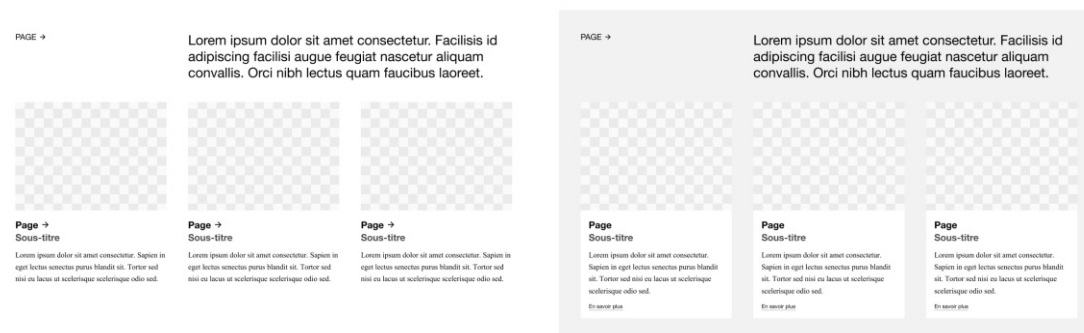 PAGE →
Lorem ipsum dolor sit amet consectetur. Facilisis id
adipiscing facilisi augue feugiat nascetur aliquam
convallis. Orci nibh lectus quam faucibus laoreet.
Page →
Sous-titre
Lorem ipsum dolor sit amet consectetur. Sapien in
eget lectus senectus purus blandit sit. Tortor sed
nisi eu lacus ut scelerisque scelerisque odio sed.
Page →
Sous-titre
Lorem ipsum dolor sit amet consectetur. Sapien in
eget lectus senectus purus blandit sit. Tortor sed
nisi eu lacus ut scelerisque scelerisque odio sed.
Page →
Sous-titre
Lorem ipsum dolor sit amet consectetur. Sapien in
eget lectus senectus purus blandit sit. Tortor sed
nisi eu lacus ut scelerisque scelerisque odio sed.
PAGE →
Lorem ipsum dolor sit amet consectetur. Facilisis id
adipiscing facilisi augue feugiat nascetur aliquam
convallis. Orci nibh lectus quam faucibus laoreet.
Page
Sous-titre
Lorem ipsum dolor sit amet consectetur.
Sapien in eget lectus senectus purus blandit
sit. Tortor sed nisi eu lacus ut scelerisque
scelerisque odio sed.
En savoir plus
Page
Sous-titre
Lorem ipsum dolor sit amet consectetur.
Sapien in eget lectus senectus purus blandit
sit. Tortor sed nisi eu lacus ut scelerisque
scelerisque odio sed.
En savoir plus
Page
Sous-titre
Lorem ipsum dolor sit amet consectetur.
Sapien in eget lectus senectus purus blandit
sit. Tortor sed nisi eu lacus ut scelerisque
scelerisque odio sed.
En savoir plus